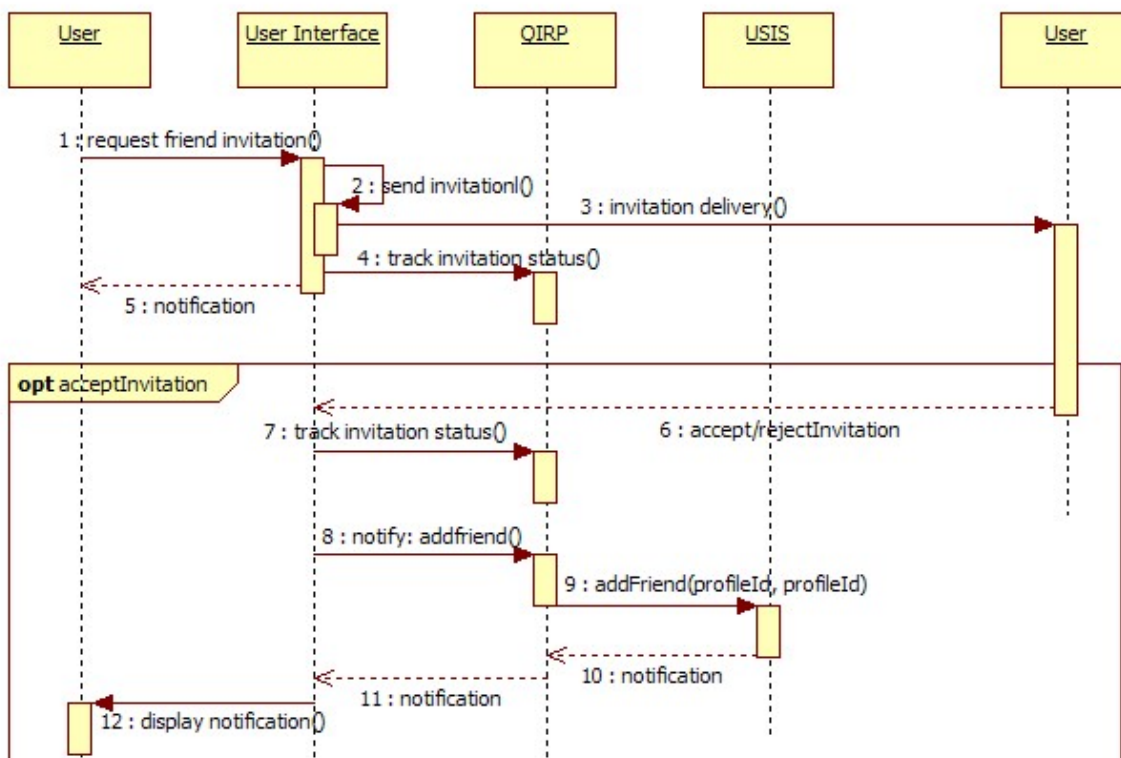 User
User Interface
QIRP
USIS
User
1 : request friend invitation()
2 : send invitationl()
3 : invitation delivery()
4 : track invitation status()
5 : notification
opt acceptInvitation
6 : accept/rejectInvitation
7 : track invitation status()
8 : notify: addfriend()
9 : addFriend(profileId, profileId)
10 : notification
11 : notification
12 : display notification()